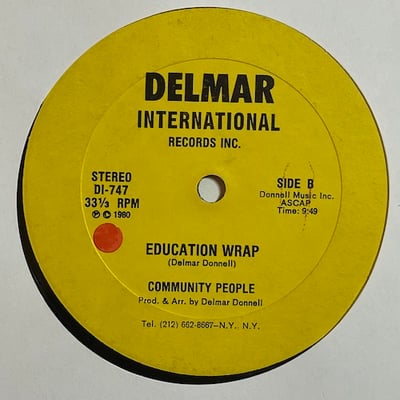 DELMAR
INTERNATIONAL
RECORDS INC.
STEREO
DI-747
33⅓ RPM
℗ © 1980
SIDE B
Donnell Music Inc.
ASCAP
Time: 9:49
EDUCATION WRAP
(Delmar Donnell)
COMMUNITY PEOPLE
Prod. & Arr. by Delmar Donnell
Tel. (212) 662-8667—N.Y. N.Y.